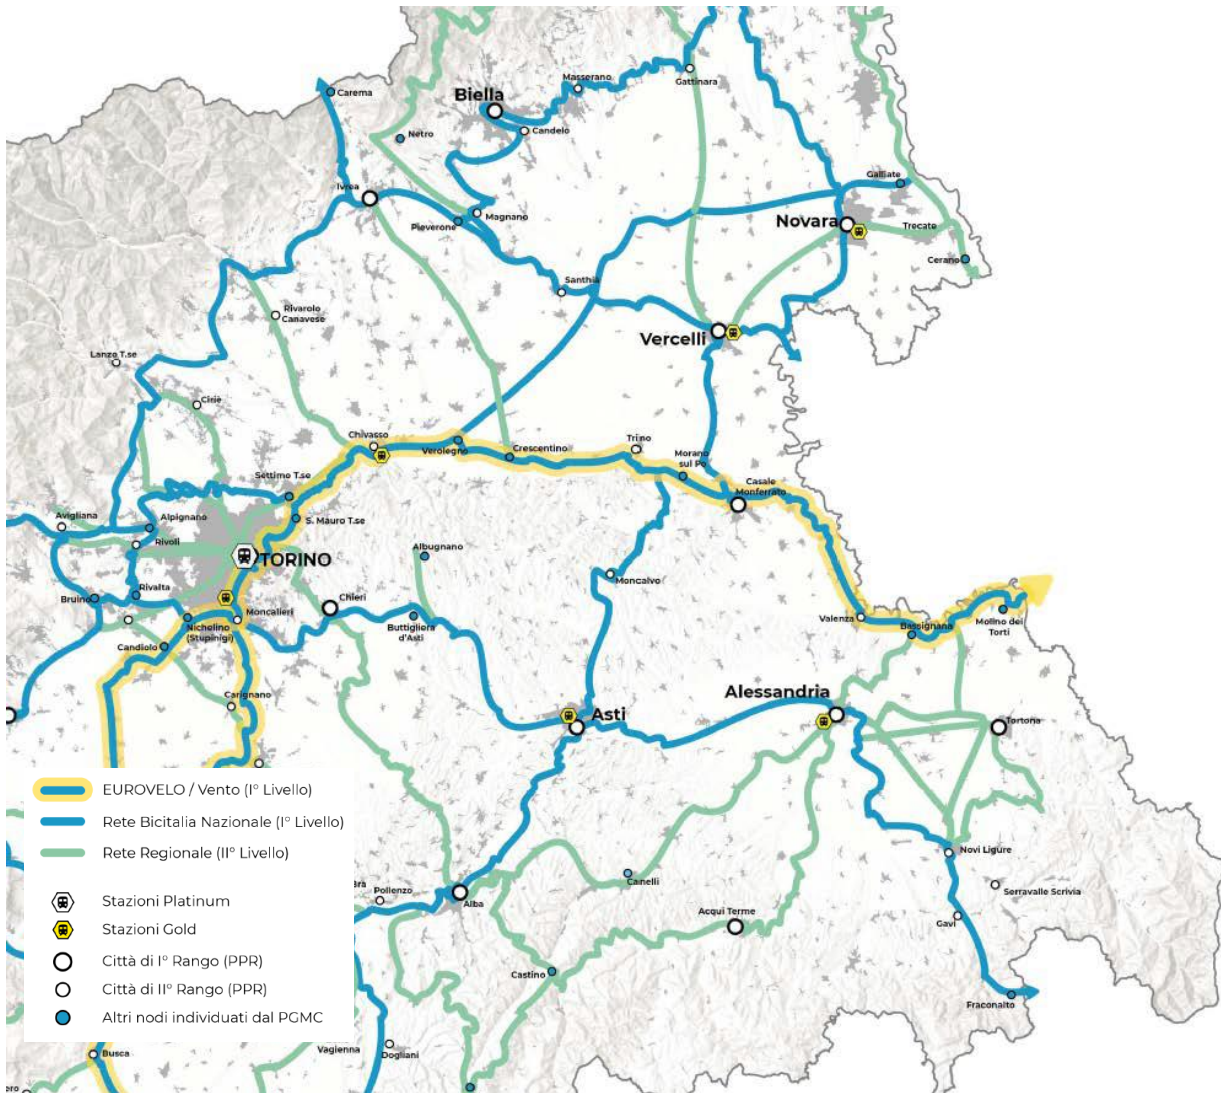 Carema
Masserano
Gattinara
Biella
Candelo
Netro
Galliate
Ivrea
Magnano
Pieverone
Novara
Trecate
Cerano
Santhià
Rivarolo
Canavese
Vercelli
Lanzo T.se
Ciriè
Chivasso
Verolegno
Crescentino
Trino
Morano
sul Po
Settimo T.se
Casale
Monferrato
Avigliana
Alpignano
S. Mauro T.se
Rivoli
Albugnano
TORINO
Moncalvo
Rivalta
Bruino
Chieri
Moncalieri
Nichelino
(Stupinigi)
Buttigliera
d'Asti
Valenza
Bassignana
Molino dei
Torti
Candiolo
Carignano
Alessandria
Asti
Tortona
EUROVELO / Vento (I° Livello)
Rete Bicitalia Nazionale (I° Livello)
Rete Regionale (II° Livello)
Stazioni Platinum
Stazioni Gold
Città di I° Rango (PPR)
Città di II° Rango (PPR)
Altri nodi individuati dal PGMC
Novi Ligure
Canelli
Bra
Pollenzo
Alba
Serravalle Scrivia
Acqui Terme
Gavi
Castino
Fraconalto
Vagienna
Dogliani
Busca
ero